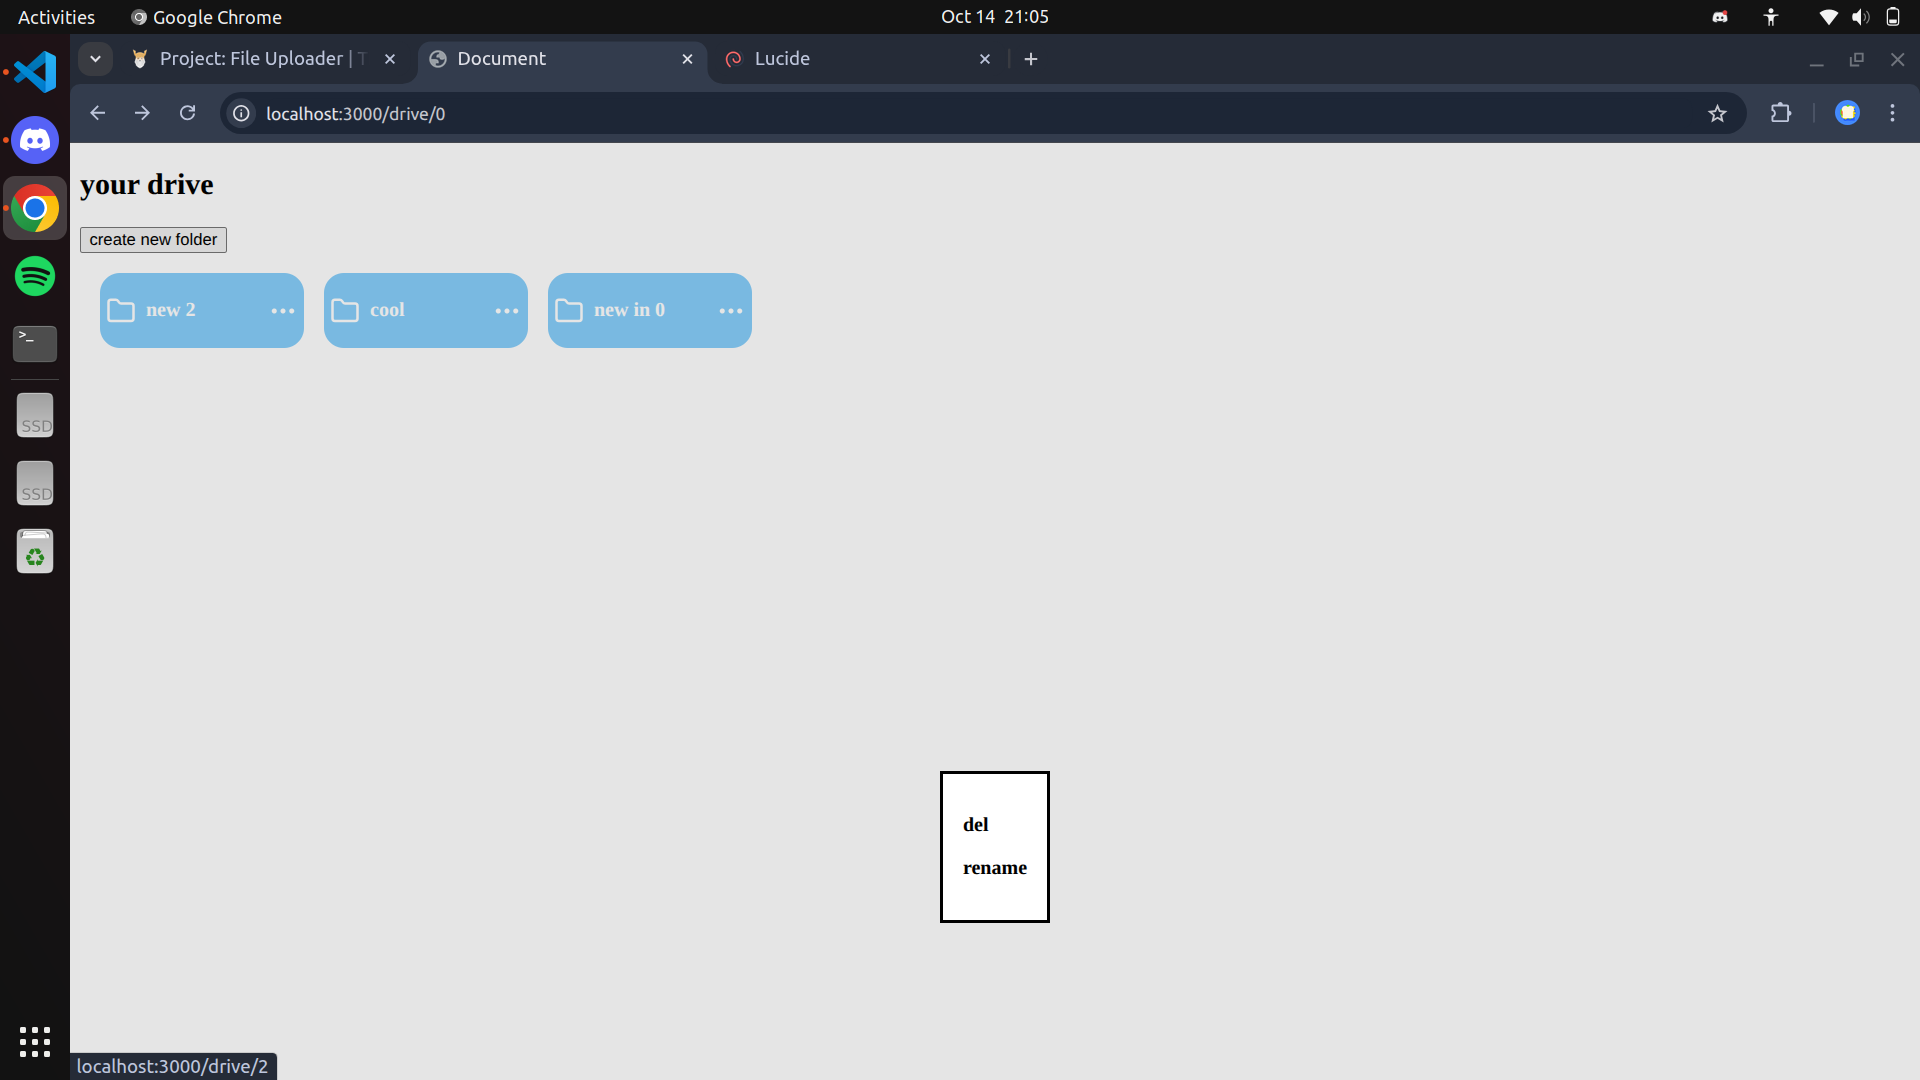 Activities Google Chrome Oct 14 21:05
Project: File Uploader | T Document Lucide
localhost:3000/drive/0
your drive
create new folder
new 2 cool new in 0
>_
SSD
SSD
del
rename
localhost:3000/drive/2